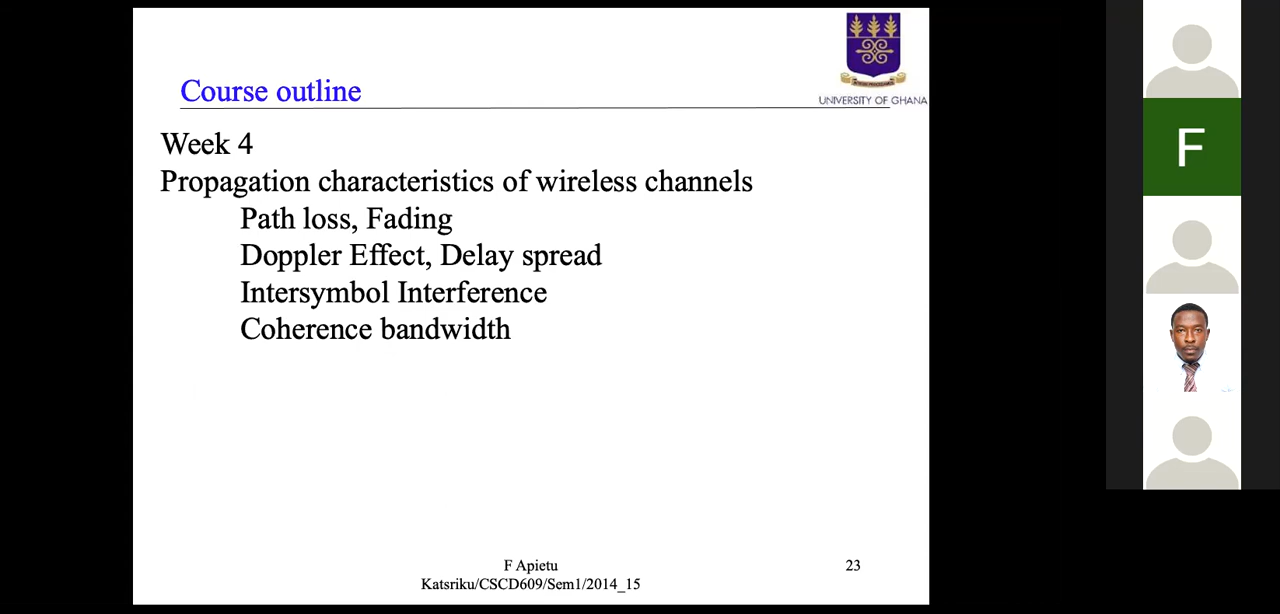 UNIVERSITY OF GHANA
Course outline
Week 4
Propagation characteristics of wireless channels
Path loss, Fading
Doppler Effect, Delay spread
Intersymbol Interference
Coherence bandwidth
F Apietu
Katsriku/CSCD609/Sem1/2014_15
23
F